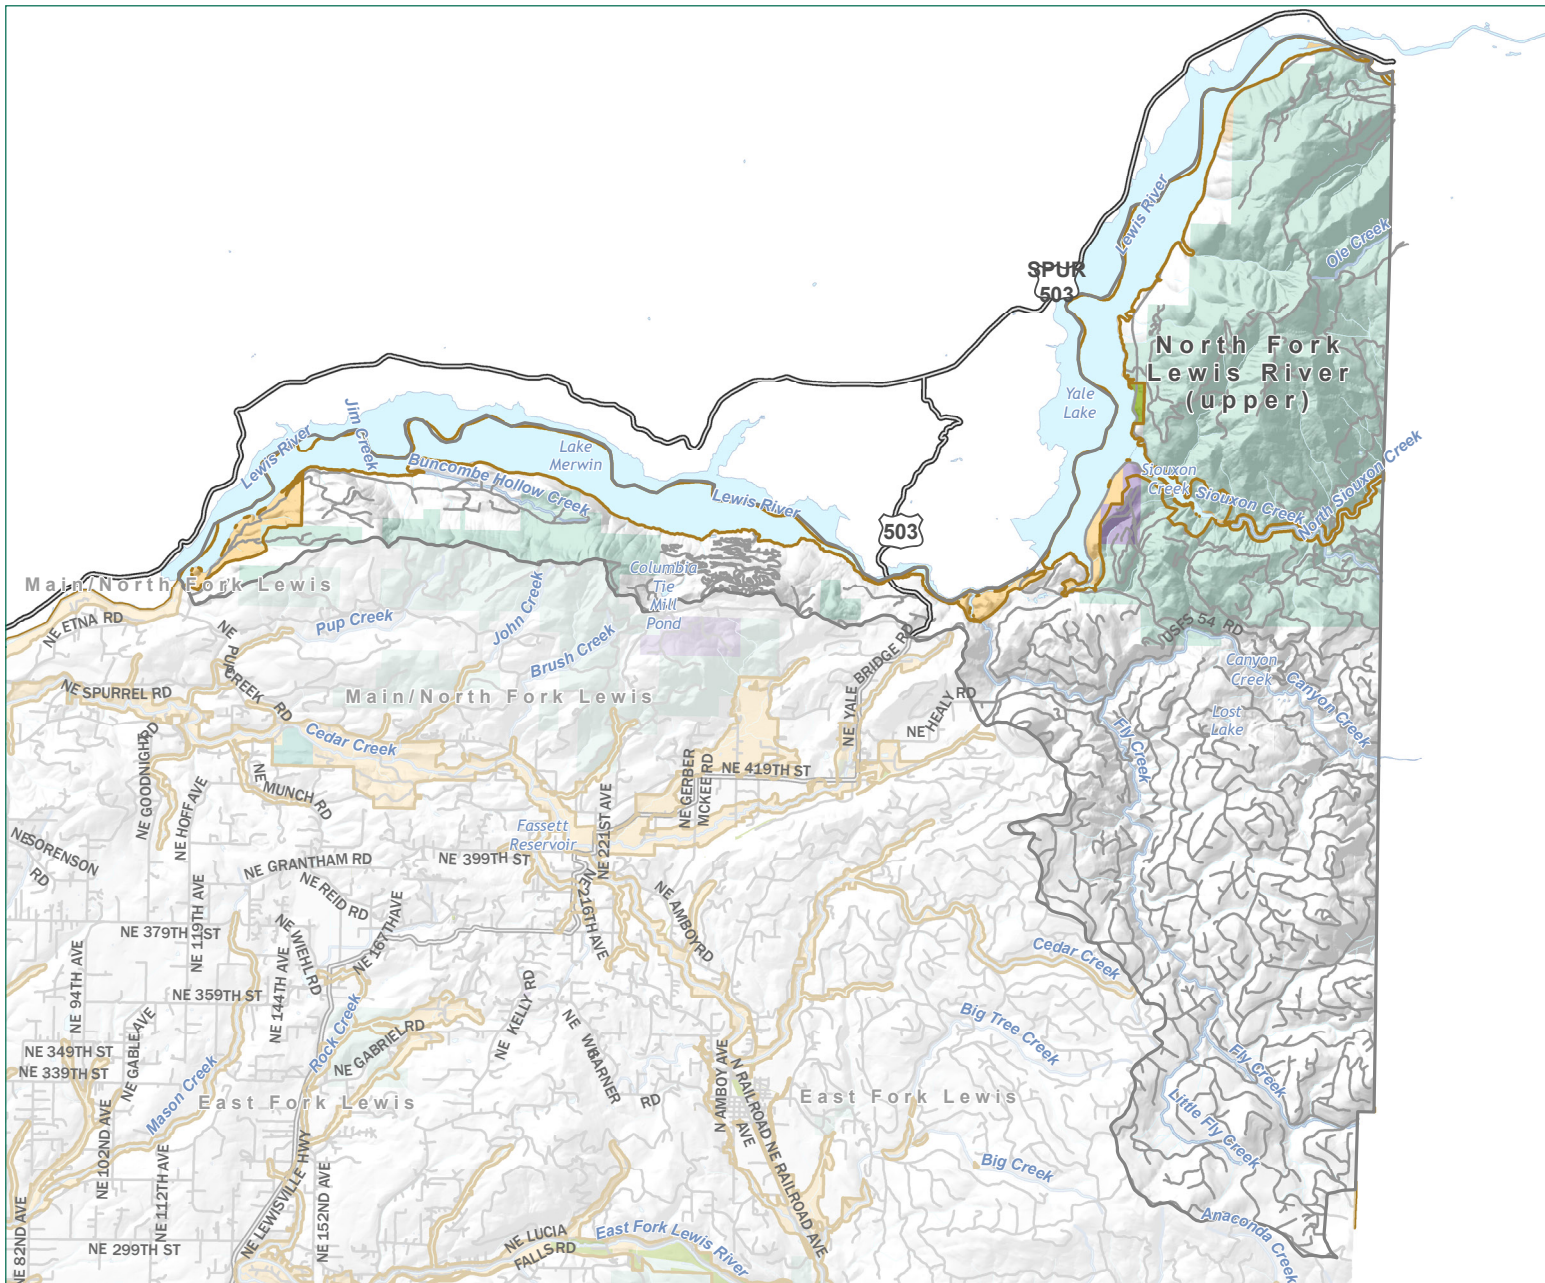 SPUR
503
Lewis River
Ole Creek
North Fork
Lewis River
(upper)
Yale
Lake
Jim Creek
Lewis River
Lake
Merwin
Buncombe Hollow Creek
Lewis River
503
Siouxon
Creek
Siouxon Creek
North Siouxon Creek
Main/North Fork Lewis
NE ETNA RD
Pup Creek
John Creek
Brush Creek
Columbia
Tie
Mill
Pond
USFS 54 RD
Canyon
Creek
Canyon Creek
Lost
Lake
Fly Creek
NE PUP
CREEK RD
NE YALE BRIDGE RD
NE HEALY RD
NE SPURREL RD
Main/North Fork Lewis
Cedar Creek
NE GOODNIGHT RD
NE HOFF AVE
NE MUNCH RD
NE GERBER
MCKEE RD
NE 419TH ST
Fassett
Reservoir
NE 221ST AVE
NE SORENSON
RD
NE GRANTHAM RD
NE 399TH ST
NE REID RD
NE 167TH AVE
NE 216TH AVE
NE AMBOY RD
NE 379TH ST
NE 119TH AVE
NE WIEHL RD
NE 94TH AVE
NE 359TH ST
NE 144TH AVE
Cedar Creek
NE KELLY RD
Big Tree Creek
NE GABLE AVE
Rock Creek
NE GABRIEL RD
NE WARNER
RD
NE 349TH ST
NE 339TH ST
Mason Creek
East Fork Lewis
N AMBOY AVE
N RAILROAD
AVE
NE RAILROAD AVE
East Fork Lewis
Fly Creek
Little Fly Creek
NE 102ND AVE
NE 112TH AVE
Big Creek
NE LEWISVILLE HWY
NE 152ND AVE
NE 82ND AVE
NE 299TH ST
NE LUCIA
FALLS RD
East Fork Lewis River
Anaconda Creek